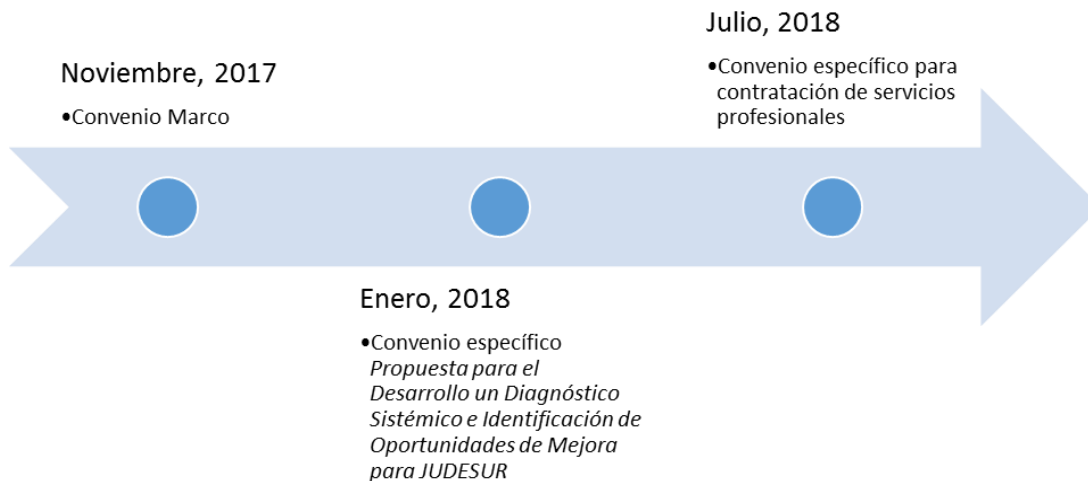 Noviembre, 2017
•Convenio Marco
Enero, 2018
•Convenio específico
Propuesta para el
Desarrollo un Diagnóstico
Sistémico e Identificación de
Oportunidades de Mejora
para JUDESUR
Julio, 2018
•Convenio específico para
contratación de servicios
profesionales